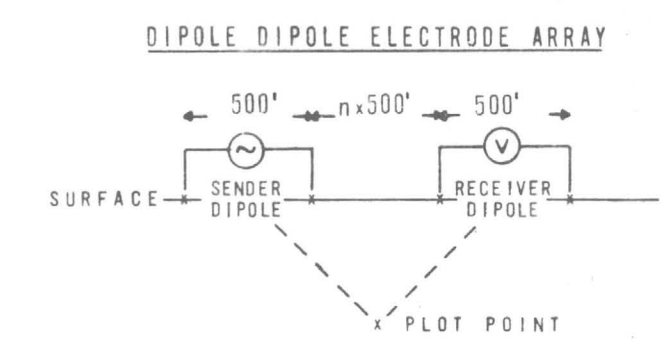 DIPOLE DIPOLE ELECTRODE ARRAY
500' n x 500' 500'
~ V
SURFACE SENDER DIPOLE RECEIVER DIPOLE
x PLOT POINT